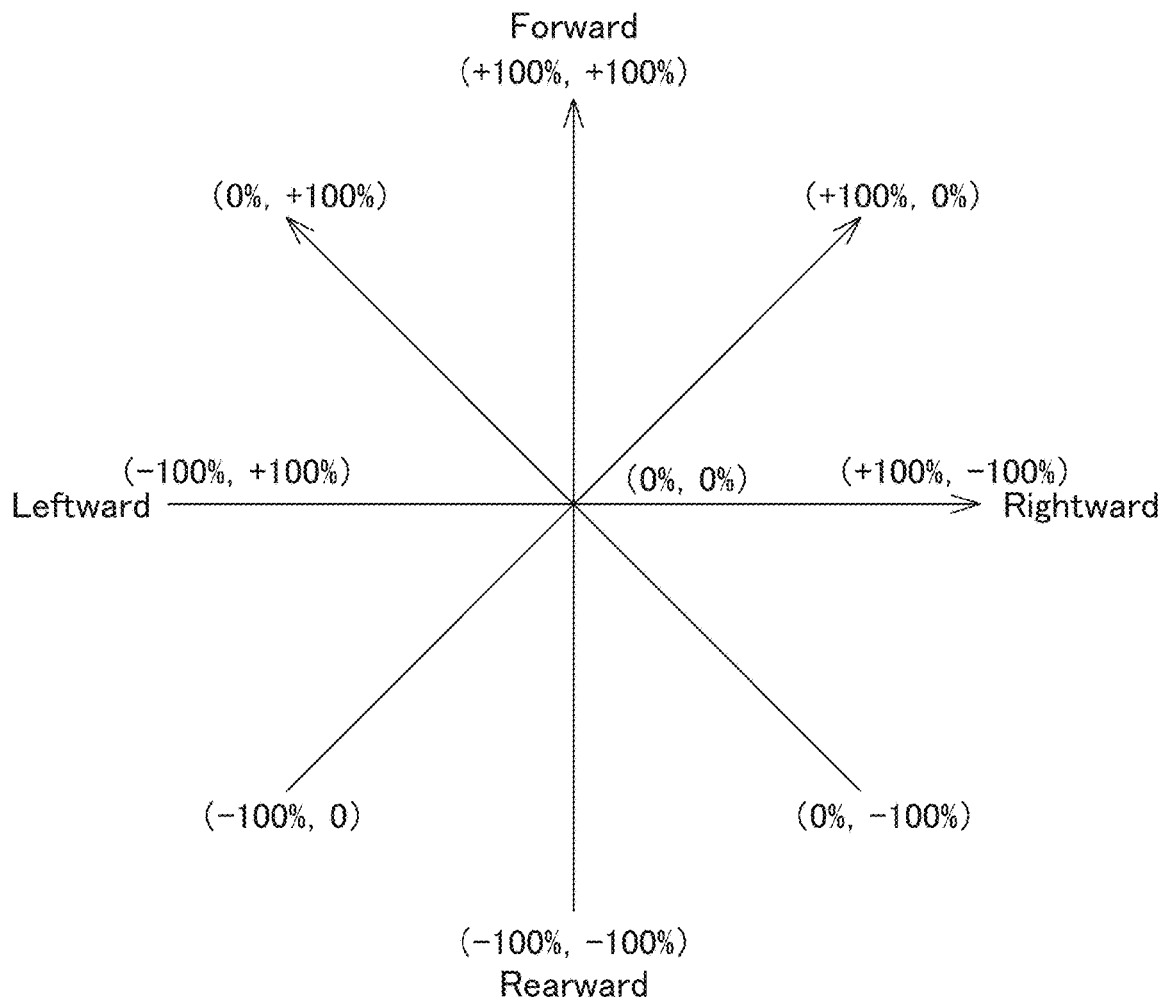 Forward
(+100%, +100%)
(0%, +100%)
(+100%, 0%)
(-100%, +100%)
(0%, 0%)
(+100%, -100%)
Leftward
Rightward
(-100%, 0)
(0%, -100%)
(-100%, -100%)
Rearward